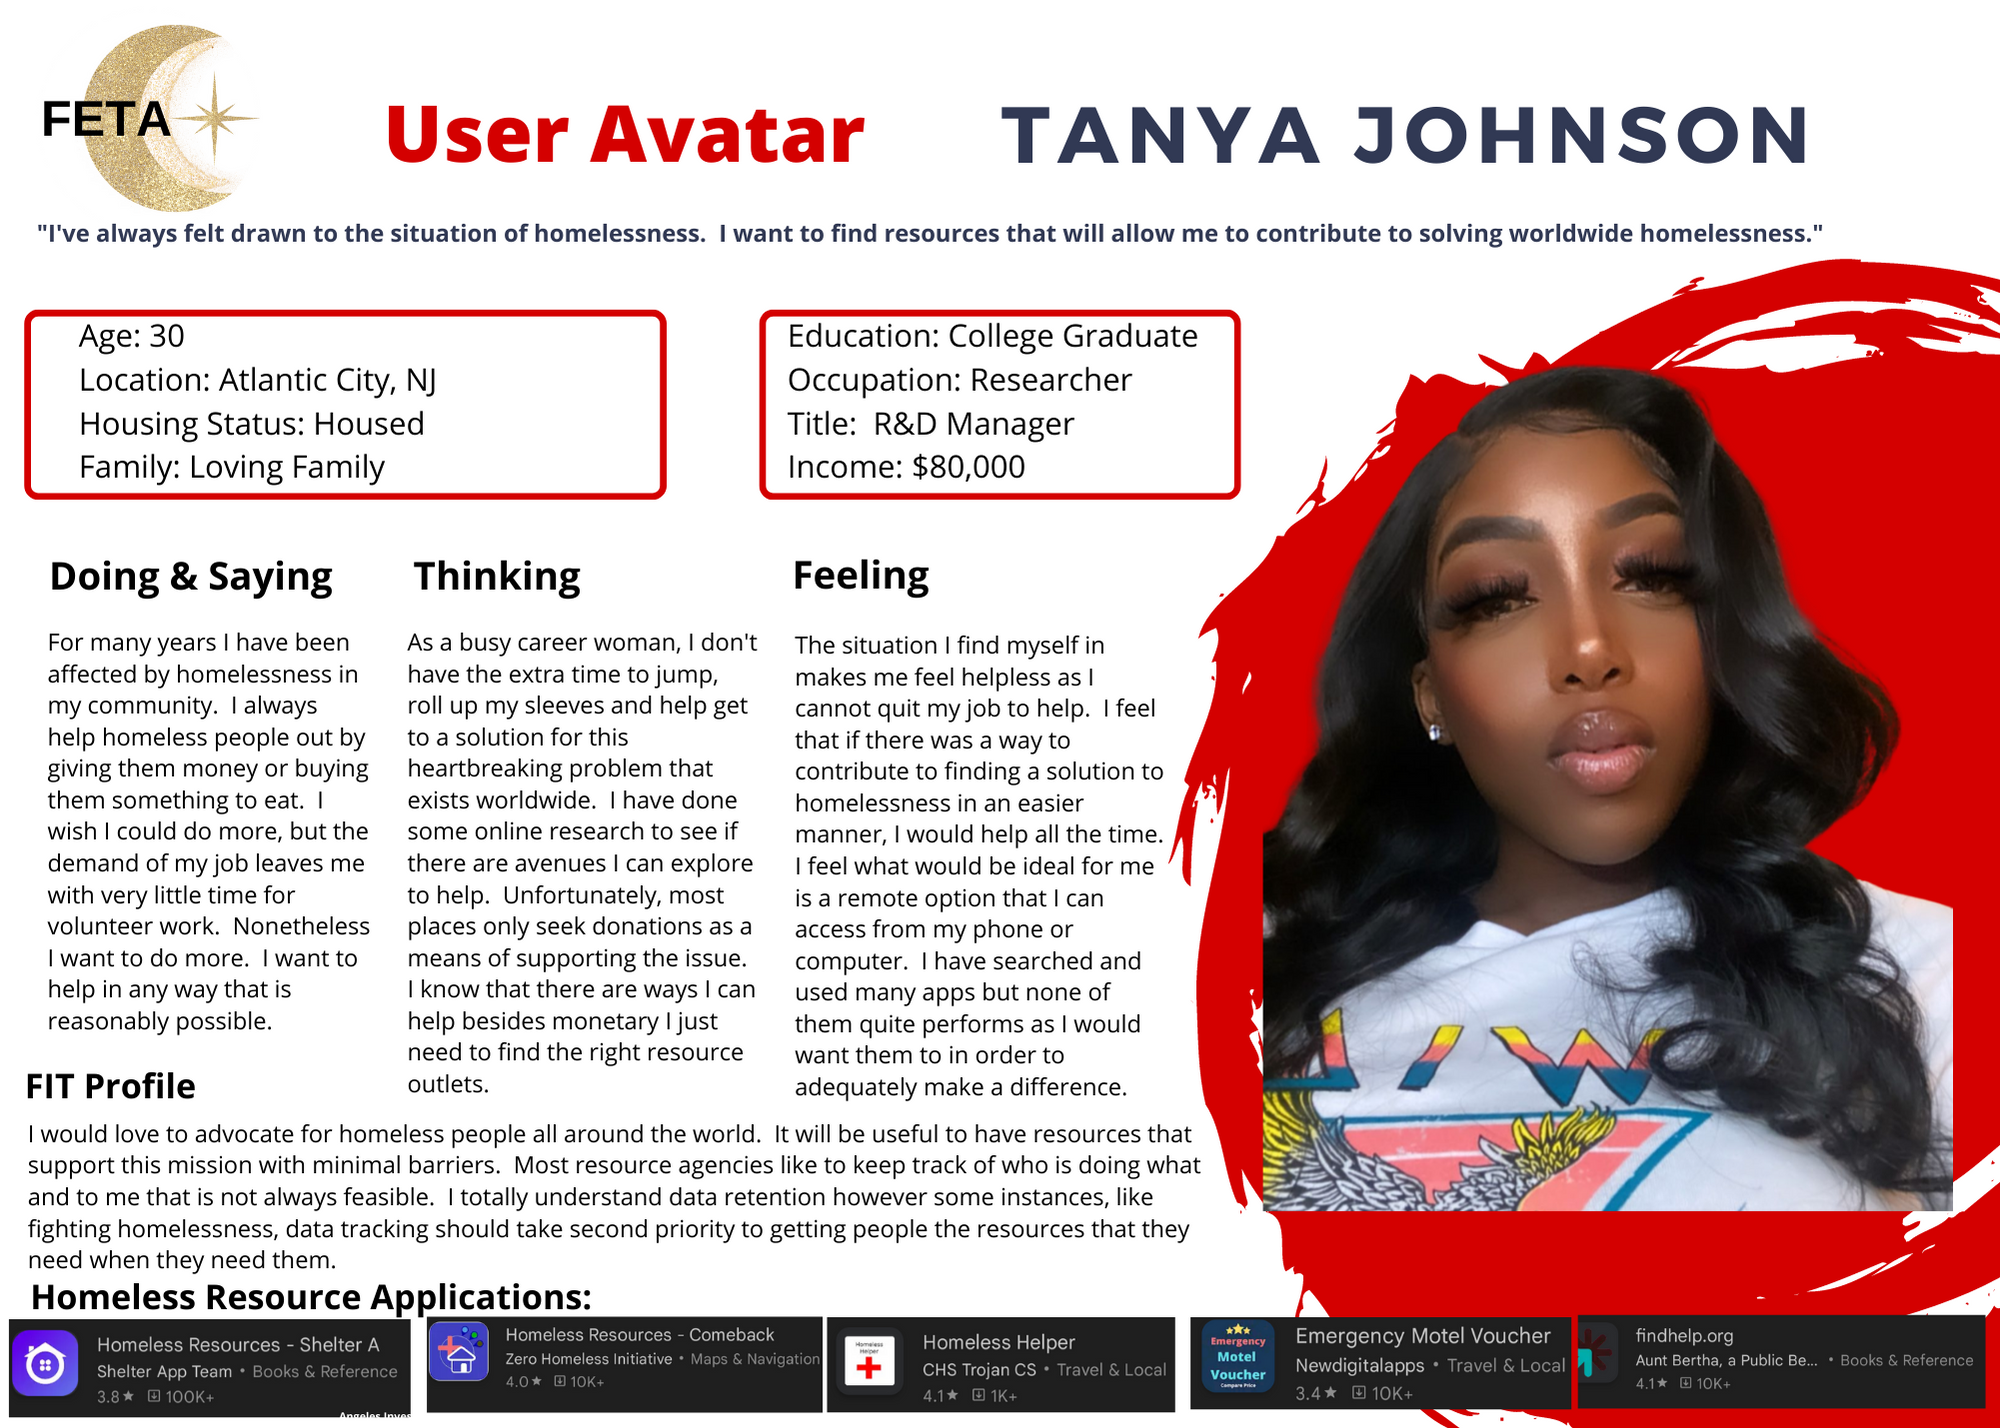 FETA
User Avatar
TANYA JOHNSON
"I've always felt drawn to the situation of homelessness.  I want to find resources that will allow me to contribute to solving worldwide homelessness."
Age: 30
Location: Atlantic City, NJ
Housing Status: Housed
Family: Loving Family
Education: College Graduate
Occupation: Researcher
Title:  R&D Manager
Income: $80,000
Doing & Saying
For many years I have been
affected by homelessness in
my community.  I always
help homeless people out by
giving them money or buying
them something to eat.  I
wish I could do more, but the
demand of my job leaves me
with very little time for
volunteer work.  Nonetheless
I want to do more.  I want to
help in any way that is
reasonably possible.
Thinking
As a busy career woman, I don't
have the extra time to jump,
roll up my sleeves and help get
to a solution for this
heartbreaking problem that
exists worldwide.  I have done
some online research to see if
there are avenues I can explore
to help.  Unfortunately, most
places only seek donations as a
means of supporting the issue.
I know that there are ways I can
help besides monetary I just
need to find the right resource
outlets.
Feeling
The situation I find myself in
makes me feel helpless as I
cannot quit my job to help.  I feel
that if there was a way to
contribute to finding a solution to
homelessness in an easier
manner, I would help all the time.
I feel what would be ideal for me
is a remote option that I can
access from my phone or
computer.  I have searched and
used many apps but none of
them quite performs as I would
want them to in order to
adequately make a difference.
FIT Profile
I would love to advocate for homeless people all around the world.  It will be useful to have resources that
support this mission with minimal barriers.  Most resource agencies like to keep track of who is doing what
and to me that is not always feasible.  I totally understand data retention however some instances, like
fighting homelessness, data tracking should take second priority to getting people the resources that they
need when they need them.
Homeless Resource Applications:
Homeless Resources - Shelter A
Shelter App Team • Books & Reference
3.8★ 100K+
Angeles Inves
Homeless Resources - Comeback
Zero Homeless Initiative • Maps & Navigation
4.0★ 10K+
Homeless
Helper
Homeless Helper
CHS Trojan CS • Travel & Local
4.1★ 1K+
Emergency
Motel
Voucher
Compare Price
Emergency Motel Voucher
Newdigitalapps • Travel & Local
3.4★ 10K+
findhelp.org
Aunt Bertha, a Public Be... • Books & Reference
4.1★ 10K+